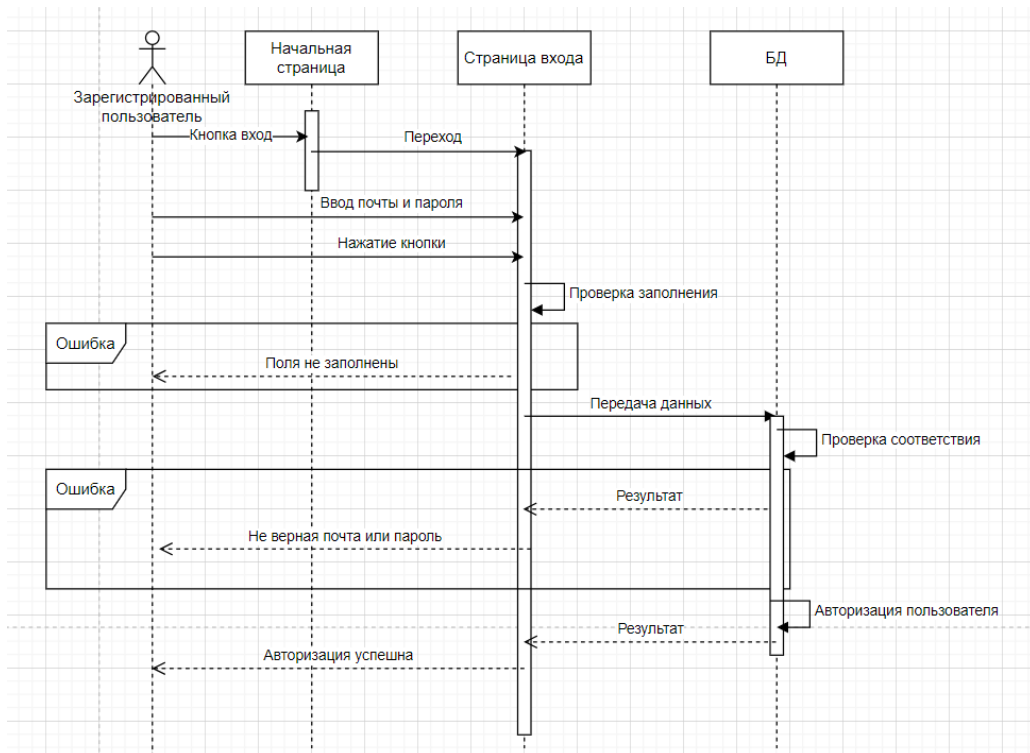 Начальная
страница
Страница входа
БД
Зарегистрированный
пользователь
Кнопка вход
Переход
Ввод почты и пароля
Нажатие кнопки
Проверка заполнения
Ошибка
Поля не заполнены
Передача данных
Проверка соответствия
Ошибка
Результат
Не верная почта или пароль
Авторизация пользователя
Результат
Авторизация успешна